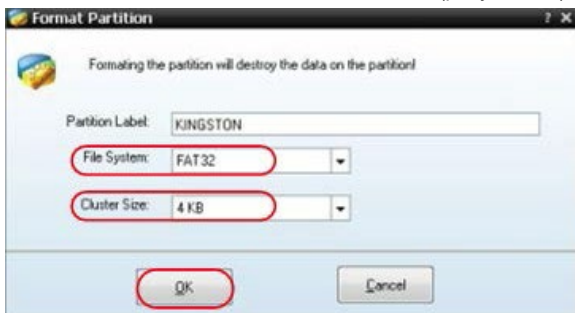 Format Partition ? X
Formating the partition will destroy the data on the partition!
Partition Label: KINGSTON
File System: FAT32
Cluster Size: 4 KB
OK Cancel